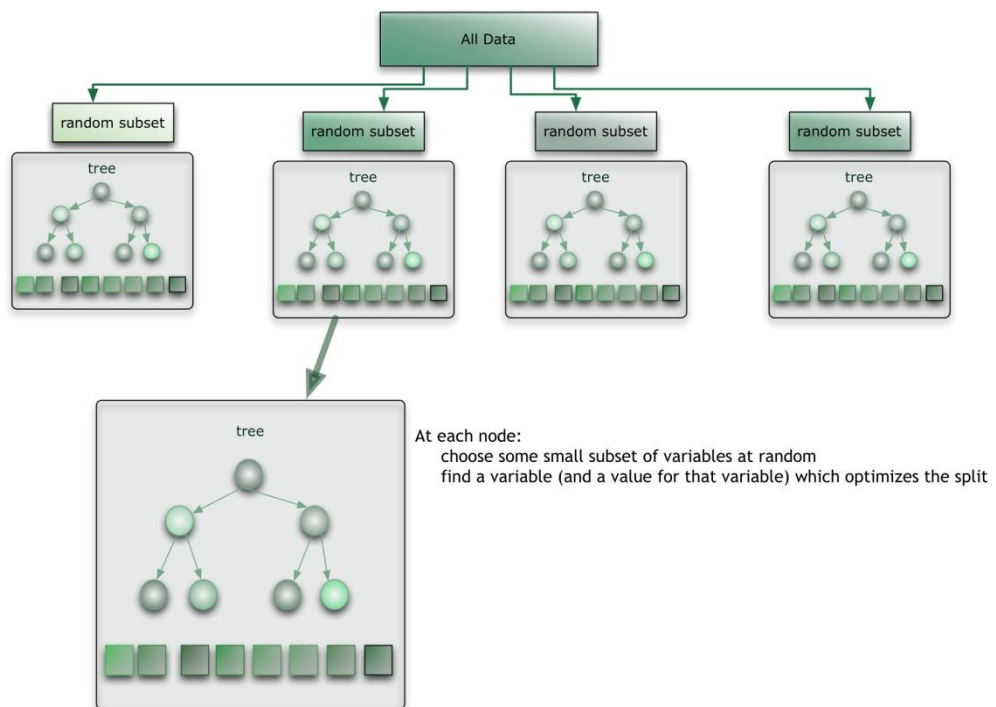 All Data
random subset
random subset
random subset
random subset
tree
tree
tree
tree
tree
At each node:
choose some small subset of variables at random
find a variable (and a value for that variable) which optimizes the split